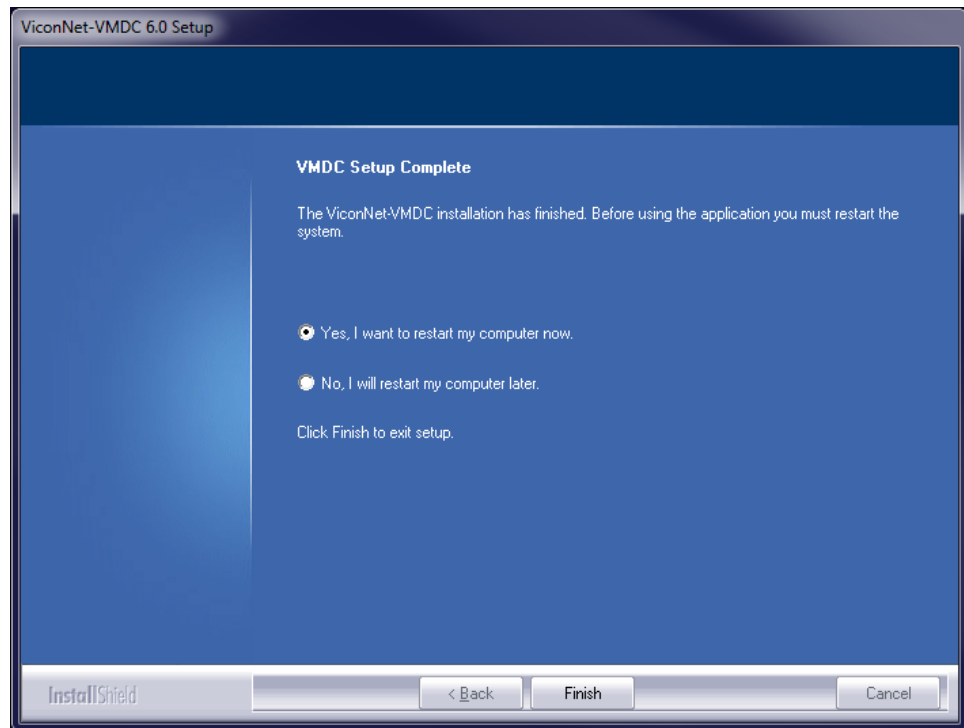 ViconNet-VMDC 6.0 Setup
VMDC Setup Complete
The ViconNet-VMDC installation has finished. Before using the application you must restart the
system.
Yes, I want to restart my computer now.
No, I will restart my computer later.
Click Finish to exit setup.
InstallShield
< Back
Finish
Cancel